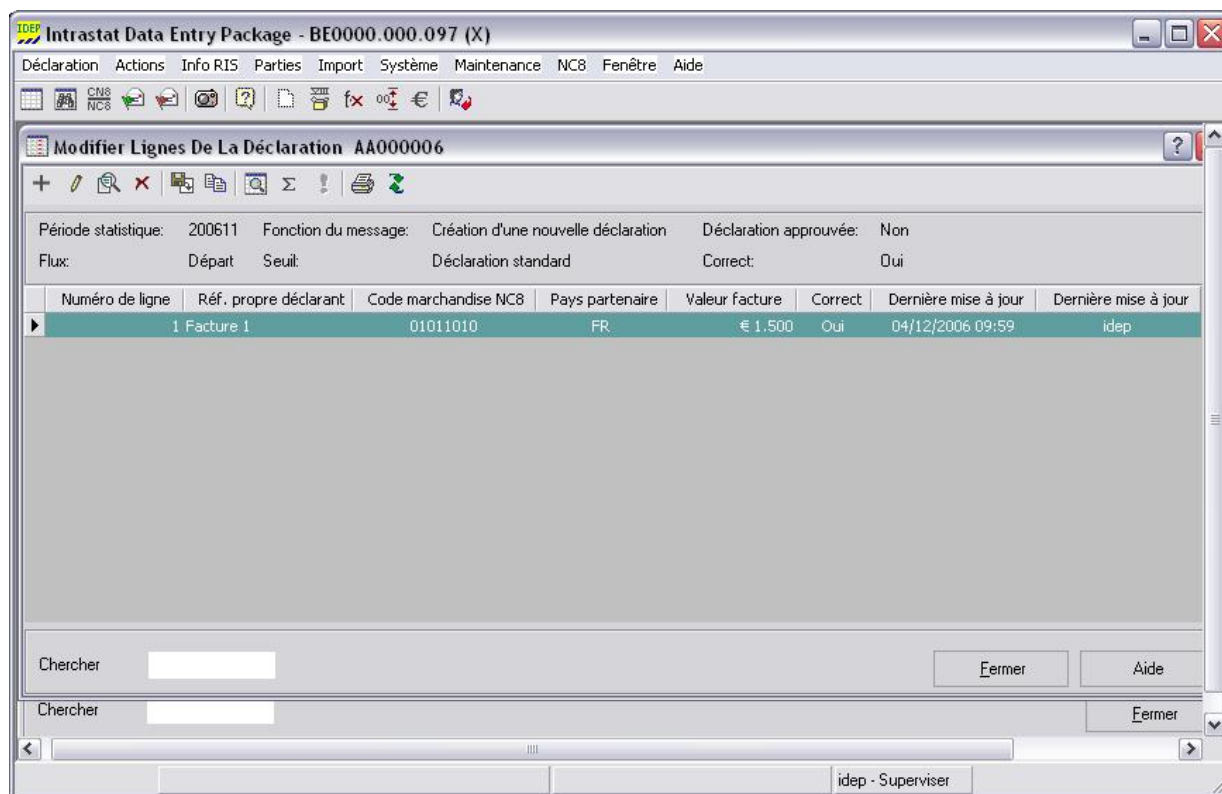 IDEP Intrastat Data Entry Package - BE0000.000.097 (X)
Déclaration Actions Info RIS Parties Import Système Maintenance NC8 Fenêtre Aide
CN8
NC8
Modifier Lignes De La Déclaration AA000006
Période statistique: 200611 Fonction du message: Création d'une nouvelle déclaration Déclaration approuvée: Non
Flux: Départ Seuil: Déclaration standard Correct: Oui
Numéro de ligne Réf. propre déclarant Code marchandise NC8 Pays partenaire Valeur facture Correct Dernière mise à jour Dernière mise à jour
1 Facture 1 01011010 FR € 1.500 Oui 04/12/2006 09:59 idep
Chercher Fermer Aide
Chercher Fermer
idep - Superviser